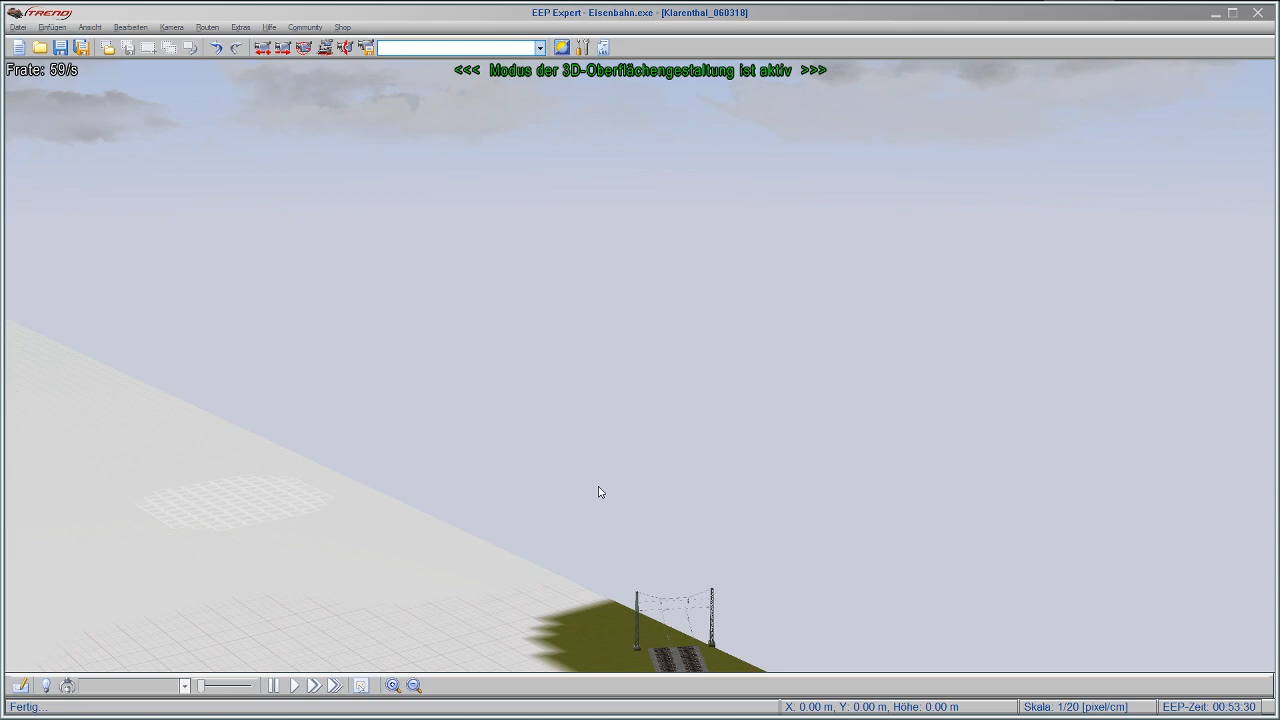 EEP Expert - Eisenbahn.exe - [Klarenthal_060318]
TREND
Datei Einfügen Ansicht Bearbeiten Kamera Routen Extras Hilfe Community Shop
Frate: 59/s
<<< Modus der 3D-Oberflächengestaltung ist aktiv >>>
Fertig... X: 0.00 m, Y: 0.00 m, Höhe: 0.00 m Skala: 1/20 [pixel/cm] EEP-Zeit: 00:53:30